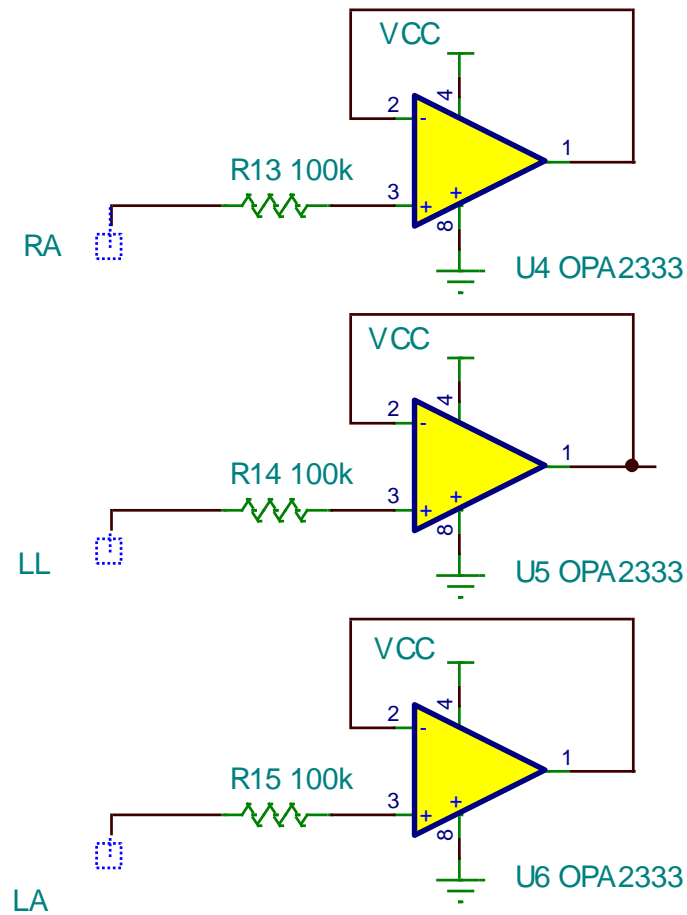 VCC
4
2
-
1
R13 100k
3
+
+
8
RA
U4 OPA2333
VCC
4
2
-
1
R14 100k
3
+
+
8
LL
U5 OPA2333
VCC
4
2
-
1
R15 100k
3
+
+
8
LA
U6 OPA2333